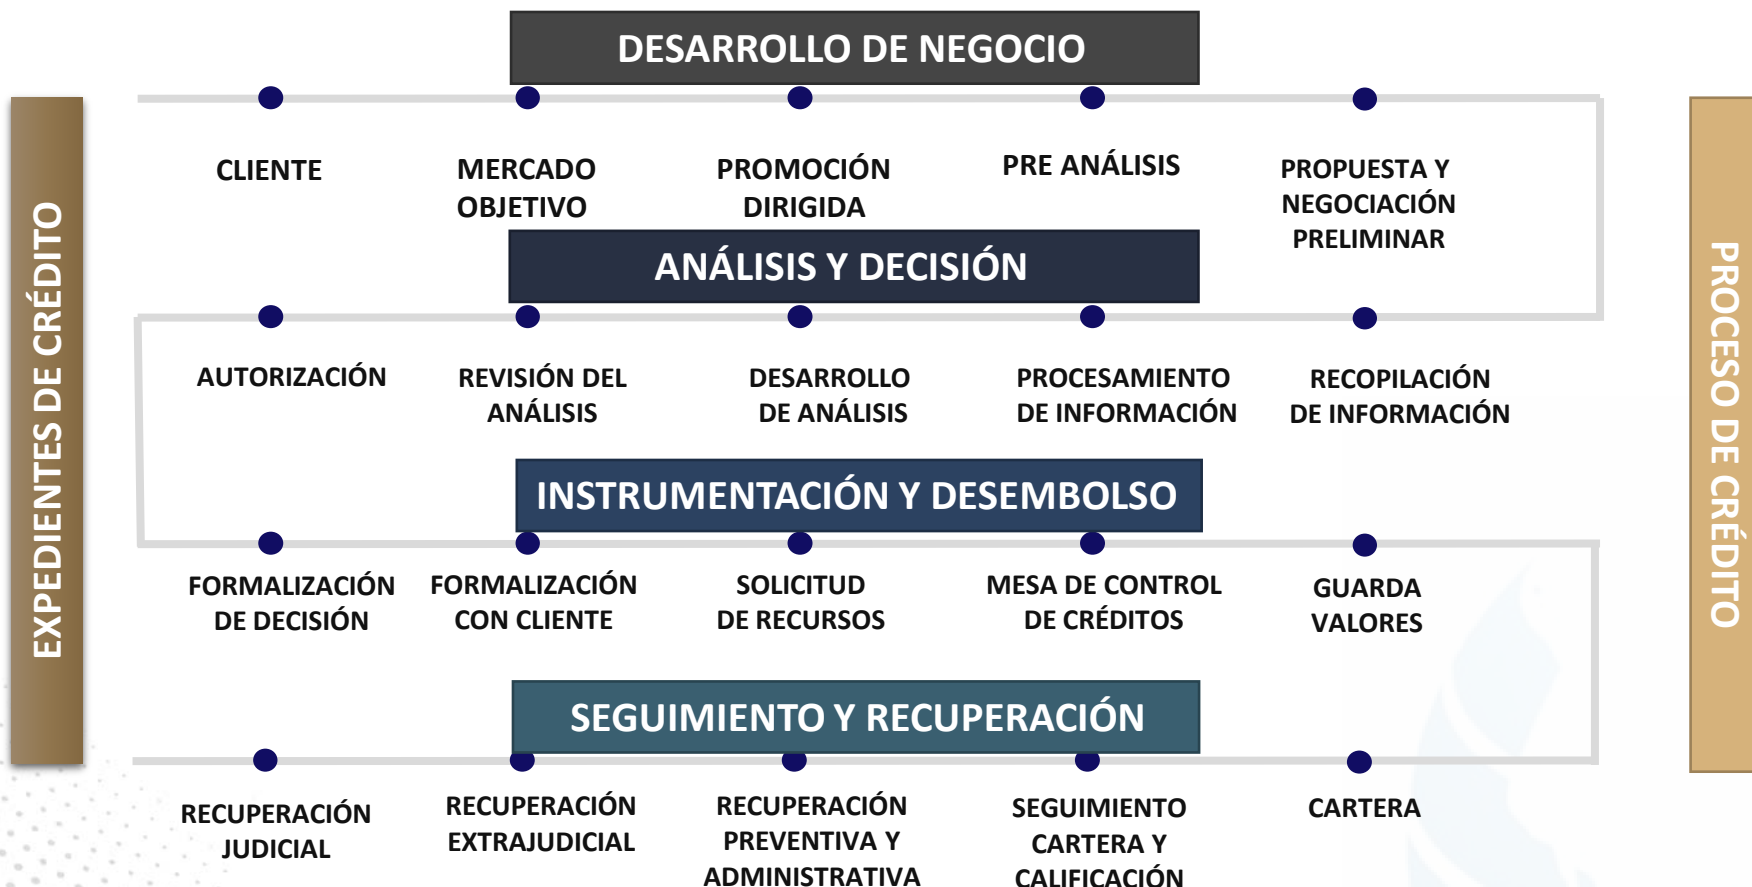 DESARROLLO DE NEGOCIO
EXPEDIENTES DE CRÉDITO
PROCESO DE CRÉDITO
CLIENTE
MERCADO
OBJETIVO
PROMOCIÓN
DIRIGIDA
PRE ANÁLISIS
PROPUESTA Y
NEGOCIACIÓN
PRELIMINAR
ANÁLISIS Y DECISIÓN
AUTORIZACIÓN
REVISIÓN DEL
ANÁLISIS
DESARROLLO
DE ANÁLISIS
PROCESAMIENTO
DE INFORMACIÓN
RECOPILACIÓN
DE INFORMACIÓN
INSTRUMENTACIÓN Y DESEMBOLSO
FORMALIZACIÓN
DE DECISIÓN
FORMALIZACIÓN
CON CLIENTE
SOLICITUD
DE RECURSOS
MESA DE CONTROL
DE CRÉDITOS
GUARDA
VALORES
SEGUIMIENTO Y RECUPERACIÓN
RECUPERACIÓN
JUDICIAL
RECUPERACIÓN
EXTRAJUDICIAL
RECUPERACIÓN
PREVENTIVA Y
ADMINISTRATIVA
SEGUIMIENTO
CARTERA Y
CALIFICACIÓN
CARTERA